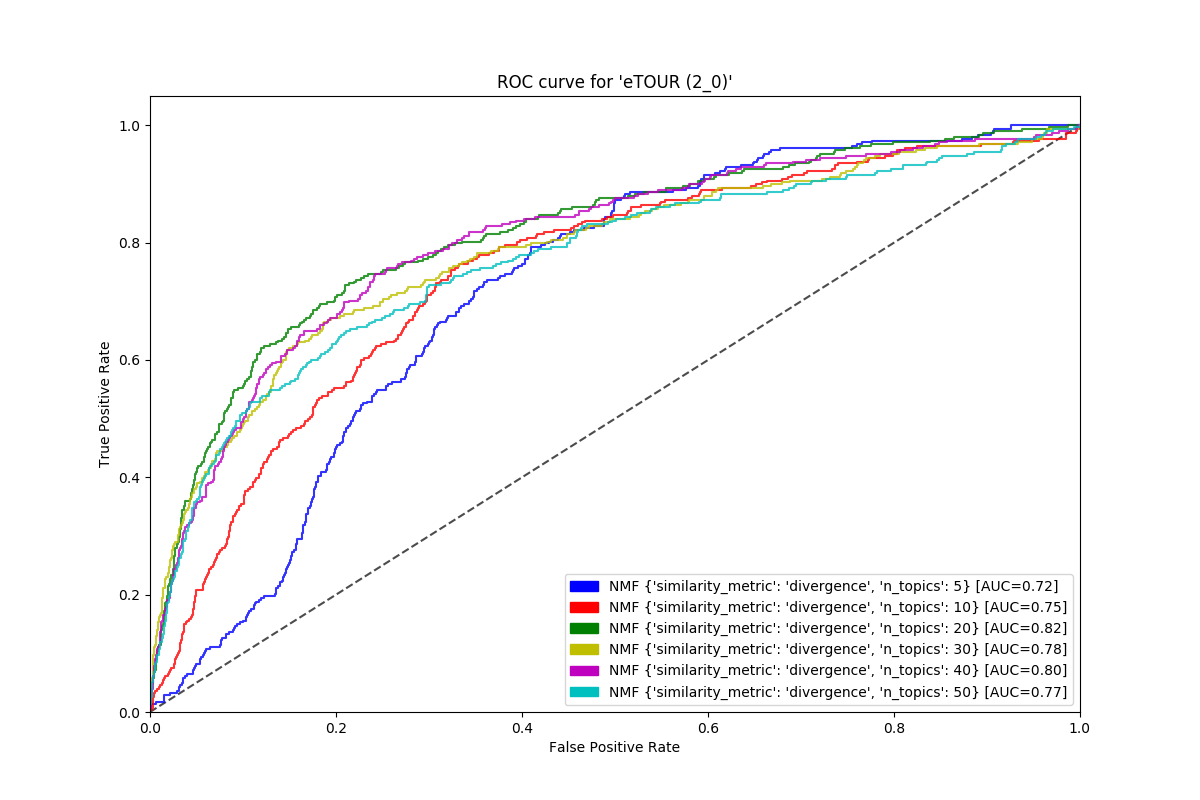 ROC curve for 'eTOUR (2_0)'
True Positive Rate
1.0
0.8
0.6
0.4
0.2
0.0
NMF {'similarity_metric': 'divergence', 'n_topics': 5} [AUC=0.72]
NMF {'similarity_metric': 'divergence', 'n_topics': 10} [AUC=0.75]
NMF {'similarity_metric': 'divergence', 'n_topics': 20} [AUC=0.82]
NMF {'similarity_metric': 'divergence', 'n_topics': 30} [AUC=0.78]
NMF {'similarity_metric': 'divergence', 'n_topics': 40} [AUC=0.80]
NMF {'similarity_metric': 'divergence', 'n_topics': 50} [AUC=0.77]
0.0 0.2 0.4 0.6 0.8 1.0
False Positive Rate